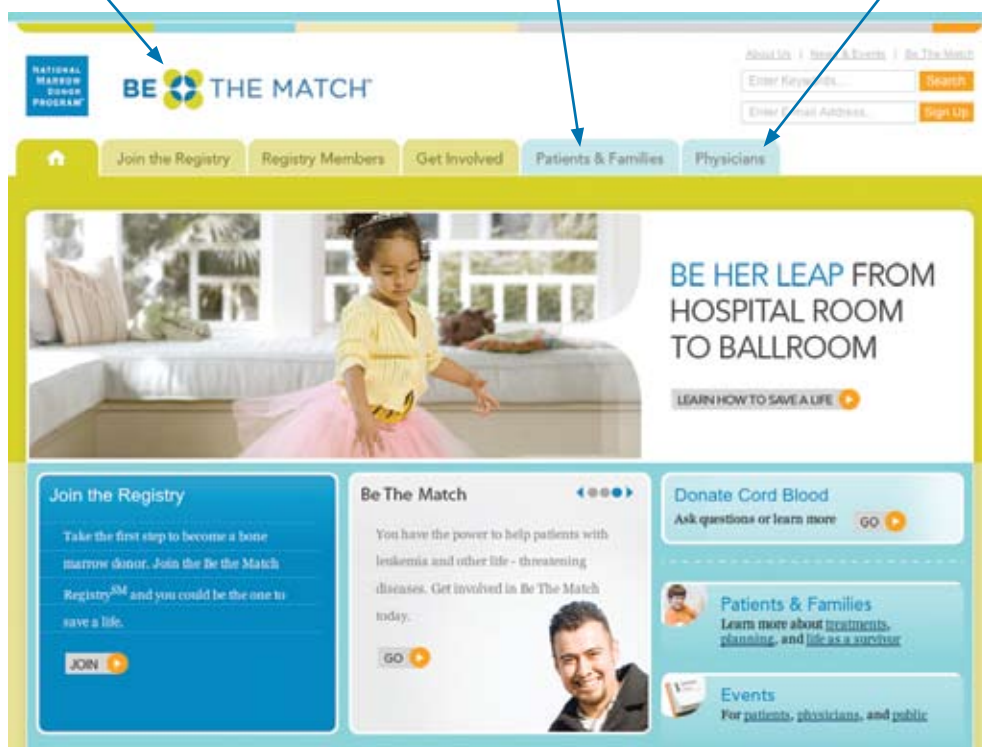 About Us | News & Events | Be The Match
NATIONAL
MARROW
DONOR
PROGRAM
BE THE MATCH
Enter Keywords... Search
Enter Email Address... Sign Up
Join the Registry Registry Members Get Involved Patients & Families Physicians
BE HER LEAP FROM
HOSPITAL ROOM
TO BALLROOM
LEARN HOW TO SAVE A LIFE
Join the Registry
Take the first step to become a bone
marrow donor. Join the Be the Match
Registry℠ and you could be the one to
save a life.
JOIN
Be The Match
You have the power to help patients with
leukemia and other life - threatening
diseases. Get involved in Be The Match
today.
GO
Donate Cord Blood
Ask questions or learn more GO
Patients & Families
Learn more about treatments,
planning, and life as a survivor
Events
For patients, physicians, and public